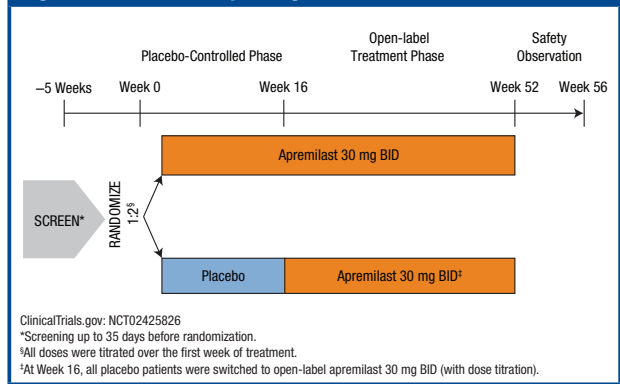 Placebo-Controlled Phase
Open-label
Treatment Phase
Safety
Observation
–5 Weeks
Week 0
Week 16
Week 52
Week 56
Apremilast 30 mg BID
SCREEN*
RANDOMIZE
1:2§
Placebo
Apremilast 30 mg BID‡
ClinicalTrials.gov: NCT02425826
*Screening up to 35 days before randomization.
§All doses were titrated over the first week of treatment.
‡At Week 16, all placebo patients were switched to open-label apremilast 30 mg BID (with dose titration).